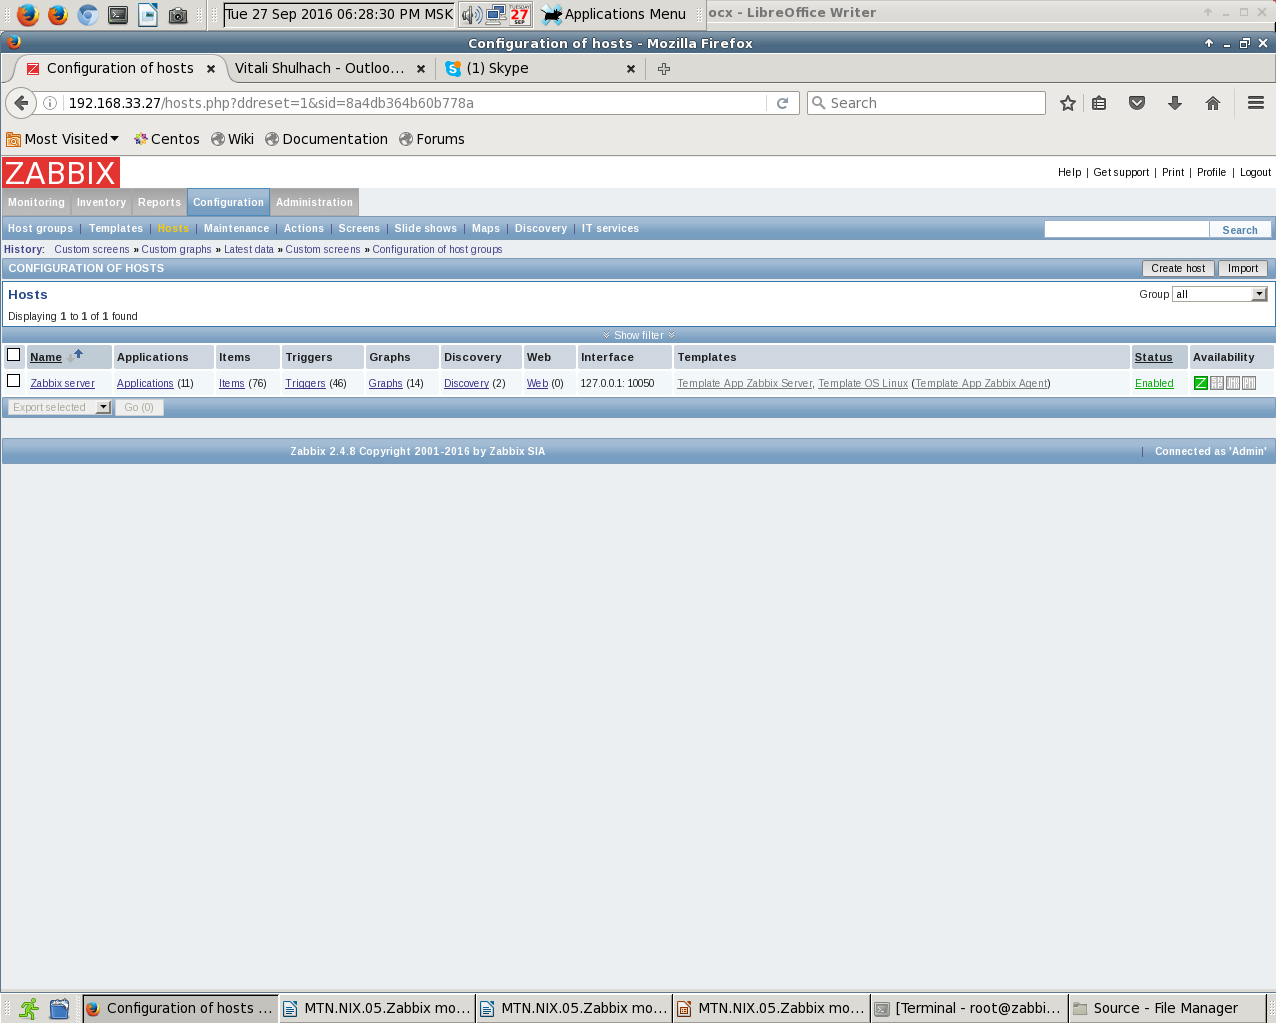 Tue 27 Sep 2016 06:28:30 PM MSK
TUESDAY
27
SEP
Applications Menu
ocx - LibreOffice Writer
Configuration of hosts - Mozilla Firefox
Configuration of hosts
Vitali Shulhach - Outloo...
(1) Skype
192.168.33.27/hosts.php?ddreset=1&sid=8a4db364b60b778a
Search
Most Visited
Centos
Wiki
Documentation
Forums
ZABBIX
Help | Get support | Print | Profile | Logout
Monitoring
Inventory
Reports
Configuration
Administration
Host groups | Templates | Hosts | Maintenance | Actions | Screens | Slide shows | Maps | Discovery | IT services
Search
History: Custom screens » Custom graphs » Latest data » Custom screens » Configuration of host groups
CONFIGURATION OF HOSTS
Create host
Import
Hosts
Group all
Displaying 1 to 1 of 1 found
Show filter
Name Applications Items Triggers Graphs Discovery Web Interface Templates Status Availability
Zabbix server Applications (11) Items (76) Triggers (46) Graphs (14) Discovery (2) Web (0) 127.0.0.1: 10050 Template App Zabbix Server, Template OS Linux (Template App Zabbix Agent) Enabled Z
Export selected
Go (0)
Zabbix 2.4.8 Copyright 2001-2016 by Zabbix SIA
| Connected as 'Admin'
Configuration of hosts ...
MTN.NIX.05.Zabbix mo...
MTN.NIX.05.Zabbix mo...
MTN.NIX.05.Zabbix mo...
[Terminal - root@zabbi...
Source - File Manager